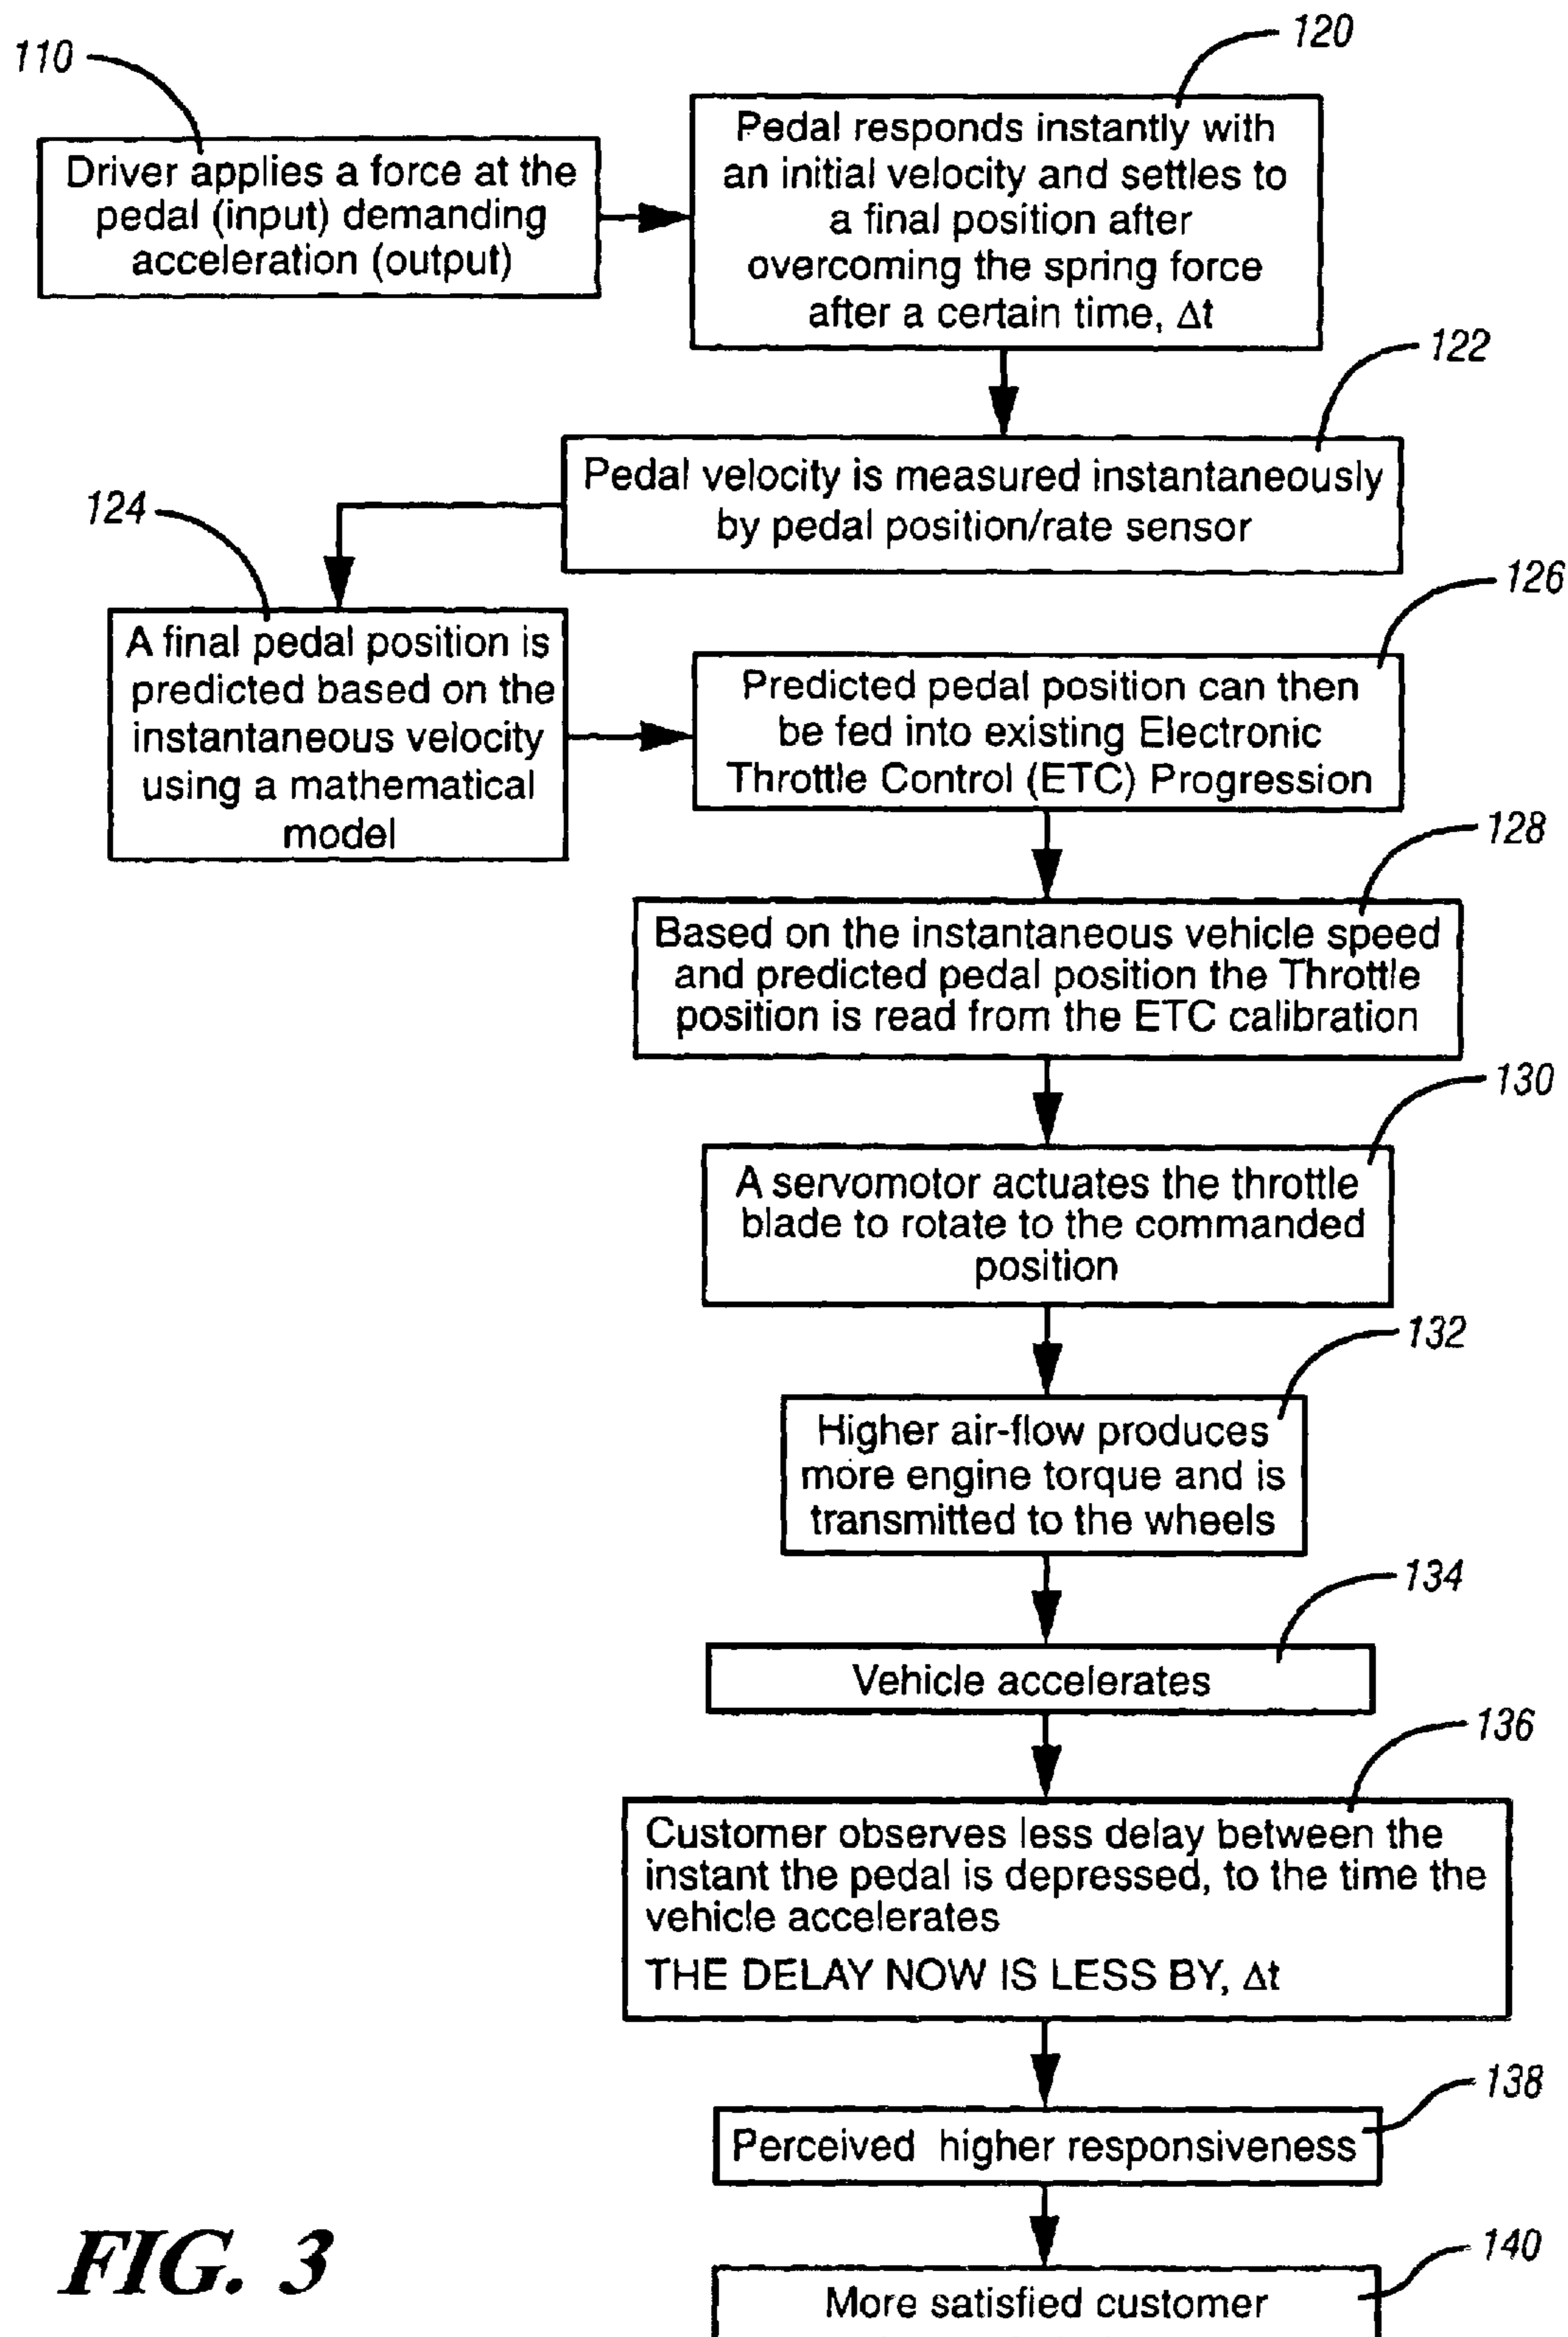 110
Driver applies a force at the
pedal (input) demanding
acceleration (output)
120
Pedal responds instantly with
an initial velocity and settles to
a final position after
overcoming the spring force
after a certain time, Δt
122
Pedal velocity is measured instantaneously
by pedal position/rate sensor
124
A final pedal position is
predicted based on the
instantaneous velocity
using a mathematical
model
126
Predicted pedal position can then
be fed into existing Electronic
Throttle Control (ETC) Progression
128
Based on the instantaneous vehicle speed
and predicted pedal position the Throttle
position is read from the ETC calibration
130
A servomotor actuates the throttle
blade to rotate to the commanded
position
132
Higher air-flow produces
more engine torque and is
transmitted to the wheels
134
Vehicle accelerates
136
Customer observes less delay between the
instant the pedal is depressed, to the time the
vehicle accelerates
THE DELAY NOW IS LESS BY, Δt
138
Perceived higher responsiveness
140
More satisfied customer
FIG. 3